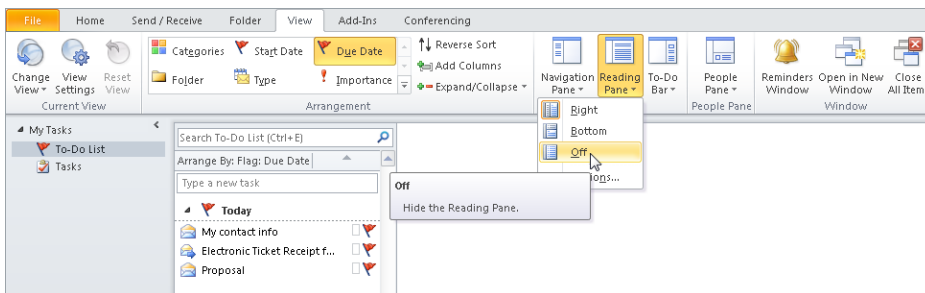 File Home Send / Receive Folder View Add-Ins Conferencing
Categories Start Date Due Date Reverse Sort
Add Columns
Folder Type Importance Expand/Collapse
Change View Reset Navigation Reading To-Do People Reminders Open in New Close
View Settings View Pane Pane Bar Pane Window Window All Item
Current View Arrangement People Pane Window
Right
Bottom
Off
ons...
My Tasks
To-Do List
Tasks
Search To-Do List (Ctrl+E)
Arrange By: Flag: Due Date
Type a new task
Today
My contact info
Electronic Ticket Receipt f...
Proposal
Off
Hide the Reading Pane.